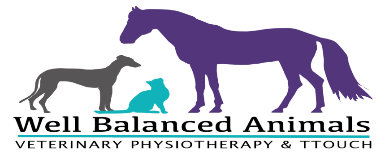 Well Balanced Animals
VETERINARY PHYSIOTHERAPY & TTOUCH